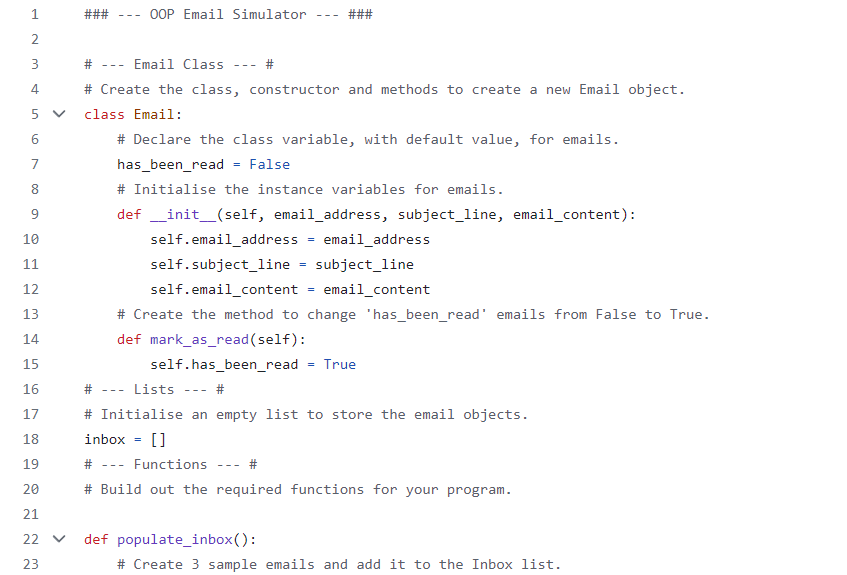 1 ### --- OOP Email Simulator --- ###
2
3 # --- Email Class --- #
4 # Create the class, constructor and methods to create a new Email object.
5 class Email:
6     # Declare the class variable, with default value, for emails.
7     has_been_read = False
8     # Initialise the instance variables for emails.
9     def __init__(self, email_address, subject_line, email_content):
10         self.email_address = email_address
11         self.subject_line = subject_line
12         self.email_content = email_content
13     # Create the method to change 'has_been_read' emails from False to True.
14     def mark_as_read(self):
15         self.has_been_read = True
16 # --- Lists --- #
17 # Initialise an empty list to store the email objects.
18 inbox = []
19 # --- Functions --- #
20 # Build out the required functions for your program.
21
22 def populate_inbox():
23     # Create 3 sample emails and add it to the Inbox list.